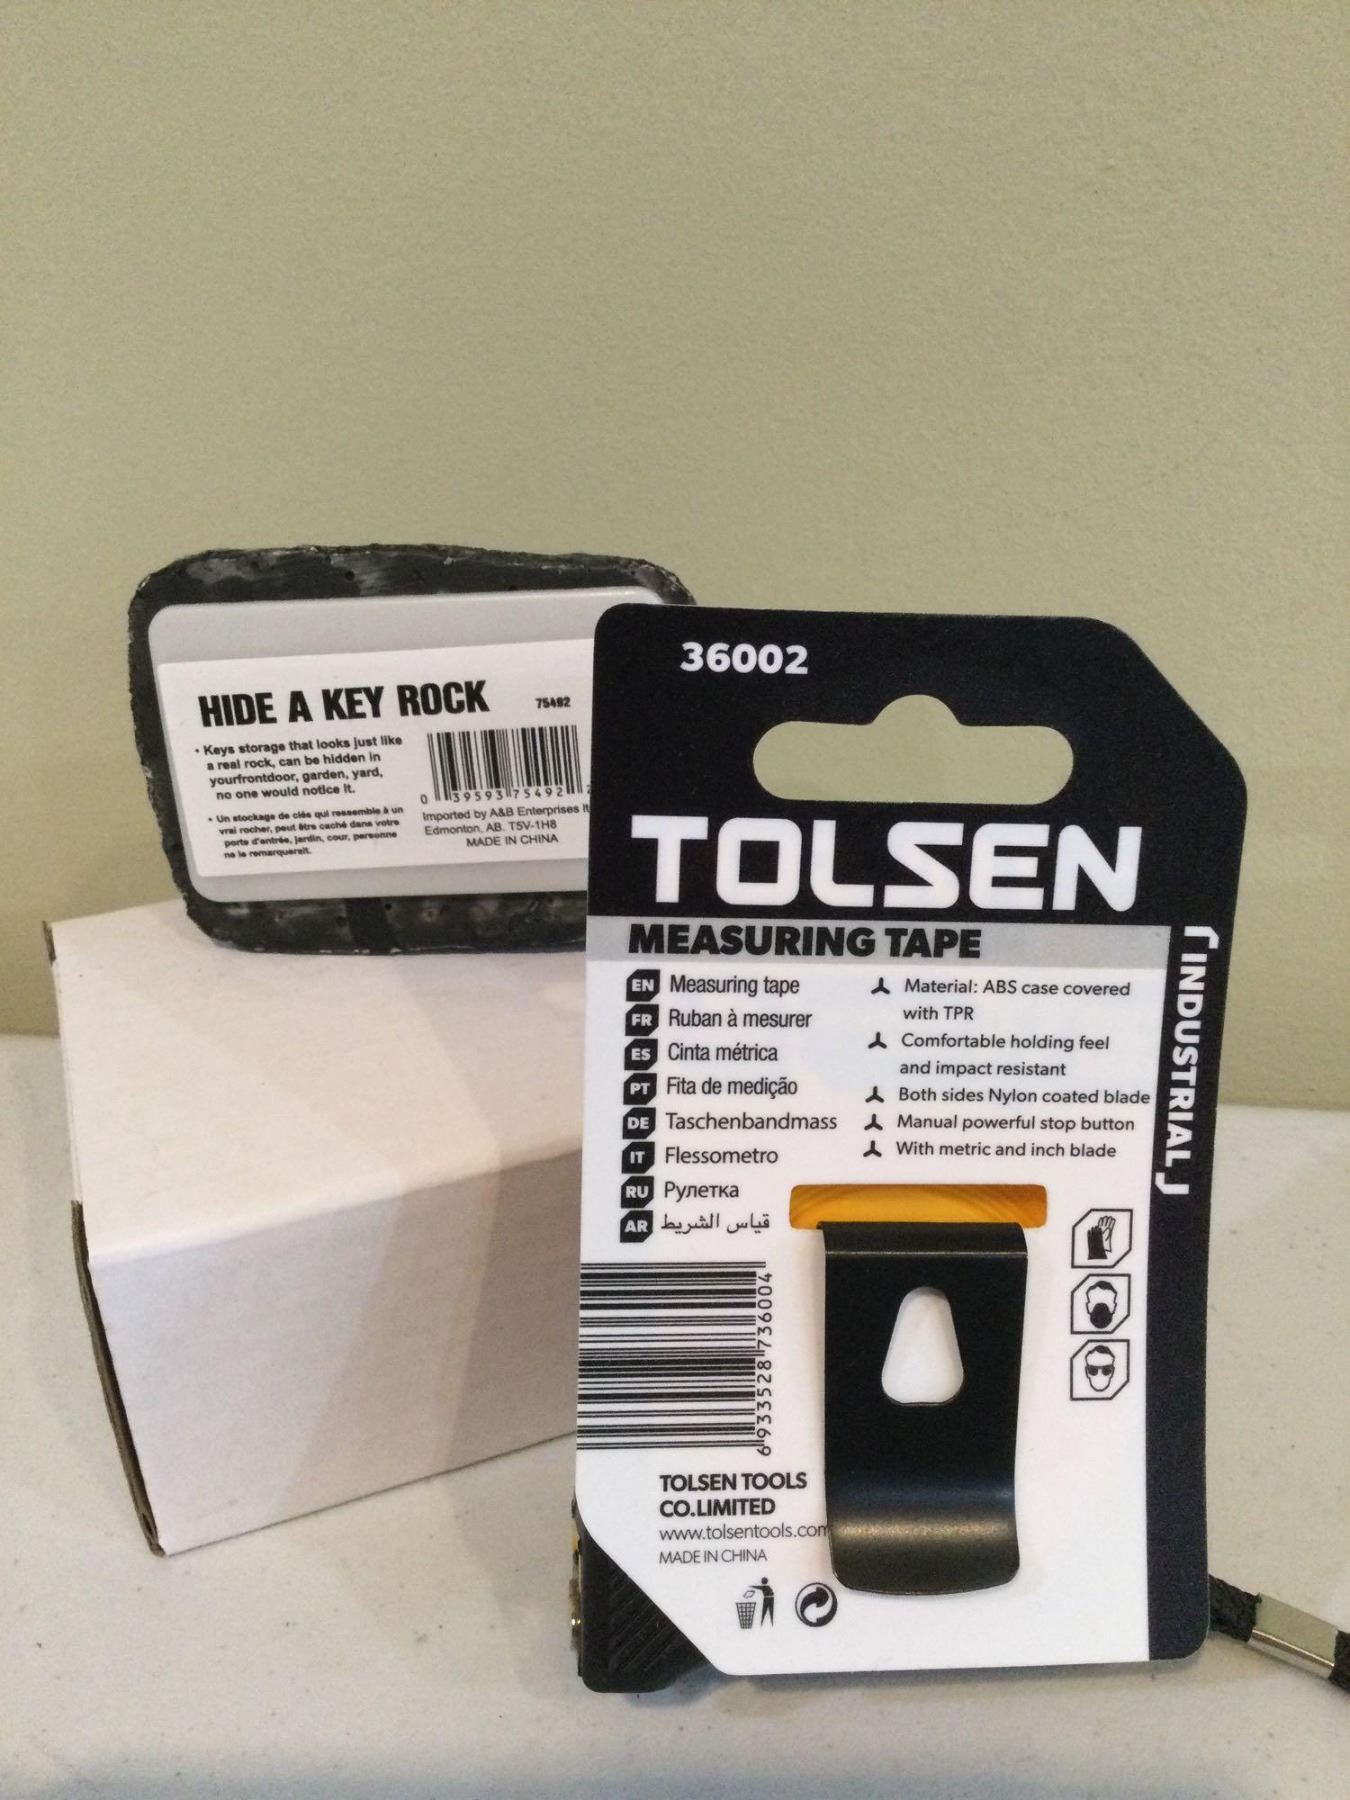 HIDE A KEY ROCK
75492
• Keys storage that looks just like
a real rock, can be hidden in
yourfrontdoor, garden, yard,
no one would notice it.
• Un stockage de clés qui ressemble à un
vrai rocher, peut être caché dans votre
porte d'entrée, jardin, cour, personne
ne le remarquerait.
0 39593 75492
Imported by A&B Enterprises
Edmonton, AB. T5V-1H8
MADE IN CHINA
36002
TOLSEN
MEASURING TAPE
INDUSTRIAL
EN Measuring tape
FR Ruban à mesurer
ES Cinta métrica
PT Fita de medição
DE Taschenbandmass
IT Flessometro
RU Рулетка
AR قياس الشريط
Material: ABS case covered
with TPR
Comfortable holding feel
and impact resistant
Both sides Nylon coated blade
Manual powerful stop button
With metric and inch blade
6 933528 736004
TOLSEN TOOLS
CO.LIMITED
www.tolsentools.com
MADE IN CHINA